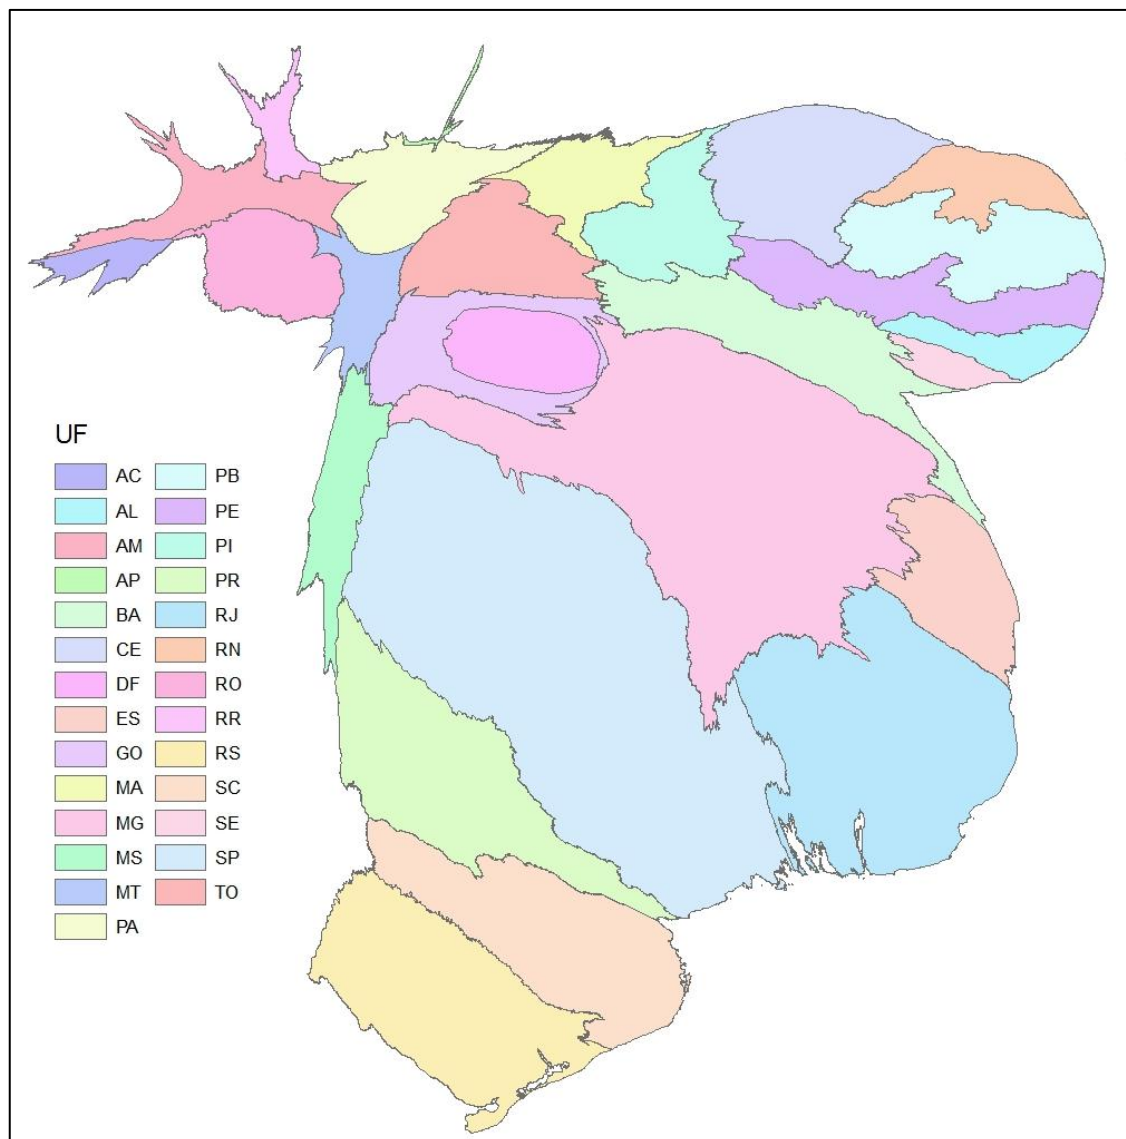 UF
AC PB
AL PE
AM PI
AP PR
BA RJ
CE RN
DF RO
ES RR
GO RS
MA SC
MG SE
MS SP
MT TO
PA